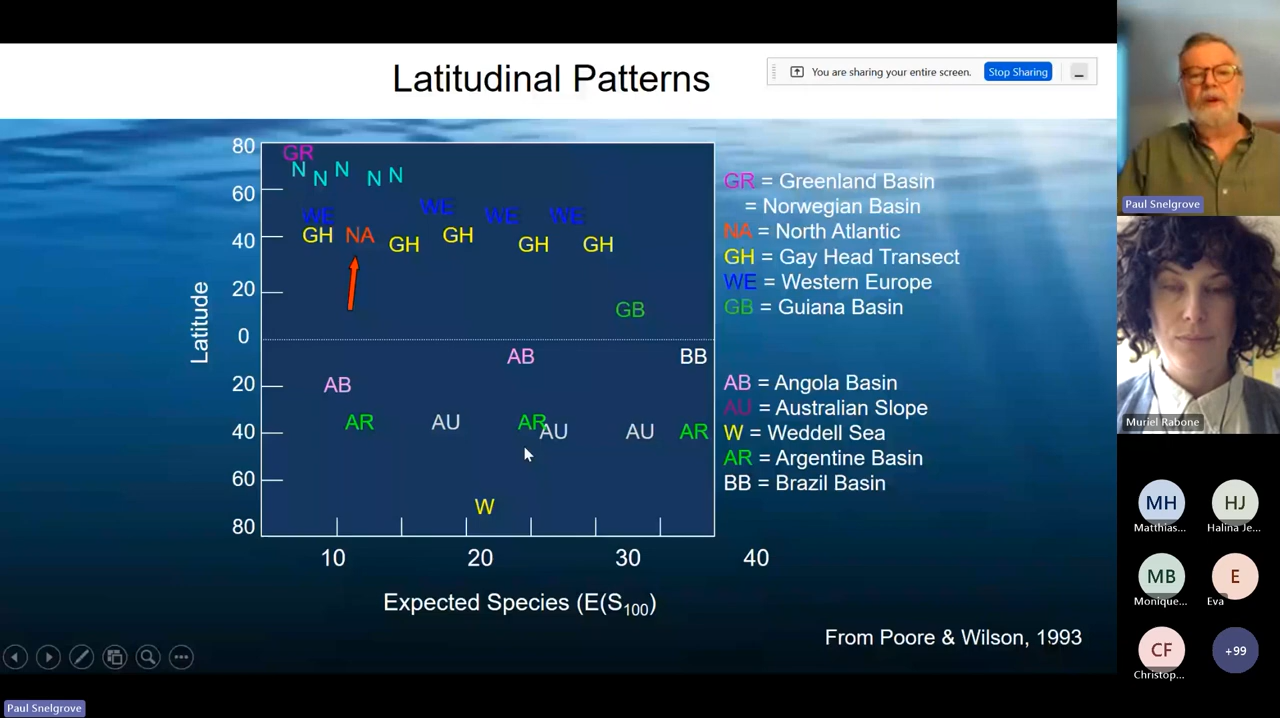 Latitudinal Patterns
You are sharing your entire screen.
Stop Sharing
80
60
40
20
0
20
40
60
80
Latitude
GR
N N N N N
WE WE WE WE
GH NA GH GH GH GH
GB
AB BB
AB
AR AU AR AU AU AR
W
10 20 30 40
Expected Species (E(S100)
GR = Greenland Basin
= Norwegian Basin
NA = North Atlantic
GH = Gay Head Transect
WE = Western Europe
GB = Guiana Basin
AB = Angola Basin
AU = Australian Slope
W = Weddell Sea
AR = Argentine Basin
BB = Brazil Basin
From Poore & Wilson, 1993
Paul Snelgrove
Paul Snelgrove
Muriel Rabone
MH
Matthias...
HJ
Halina Je...
MB
Monique...
E
Eva
CF
Christop...
+99